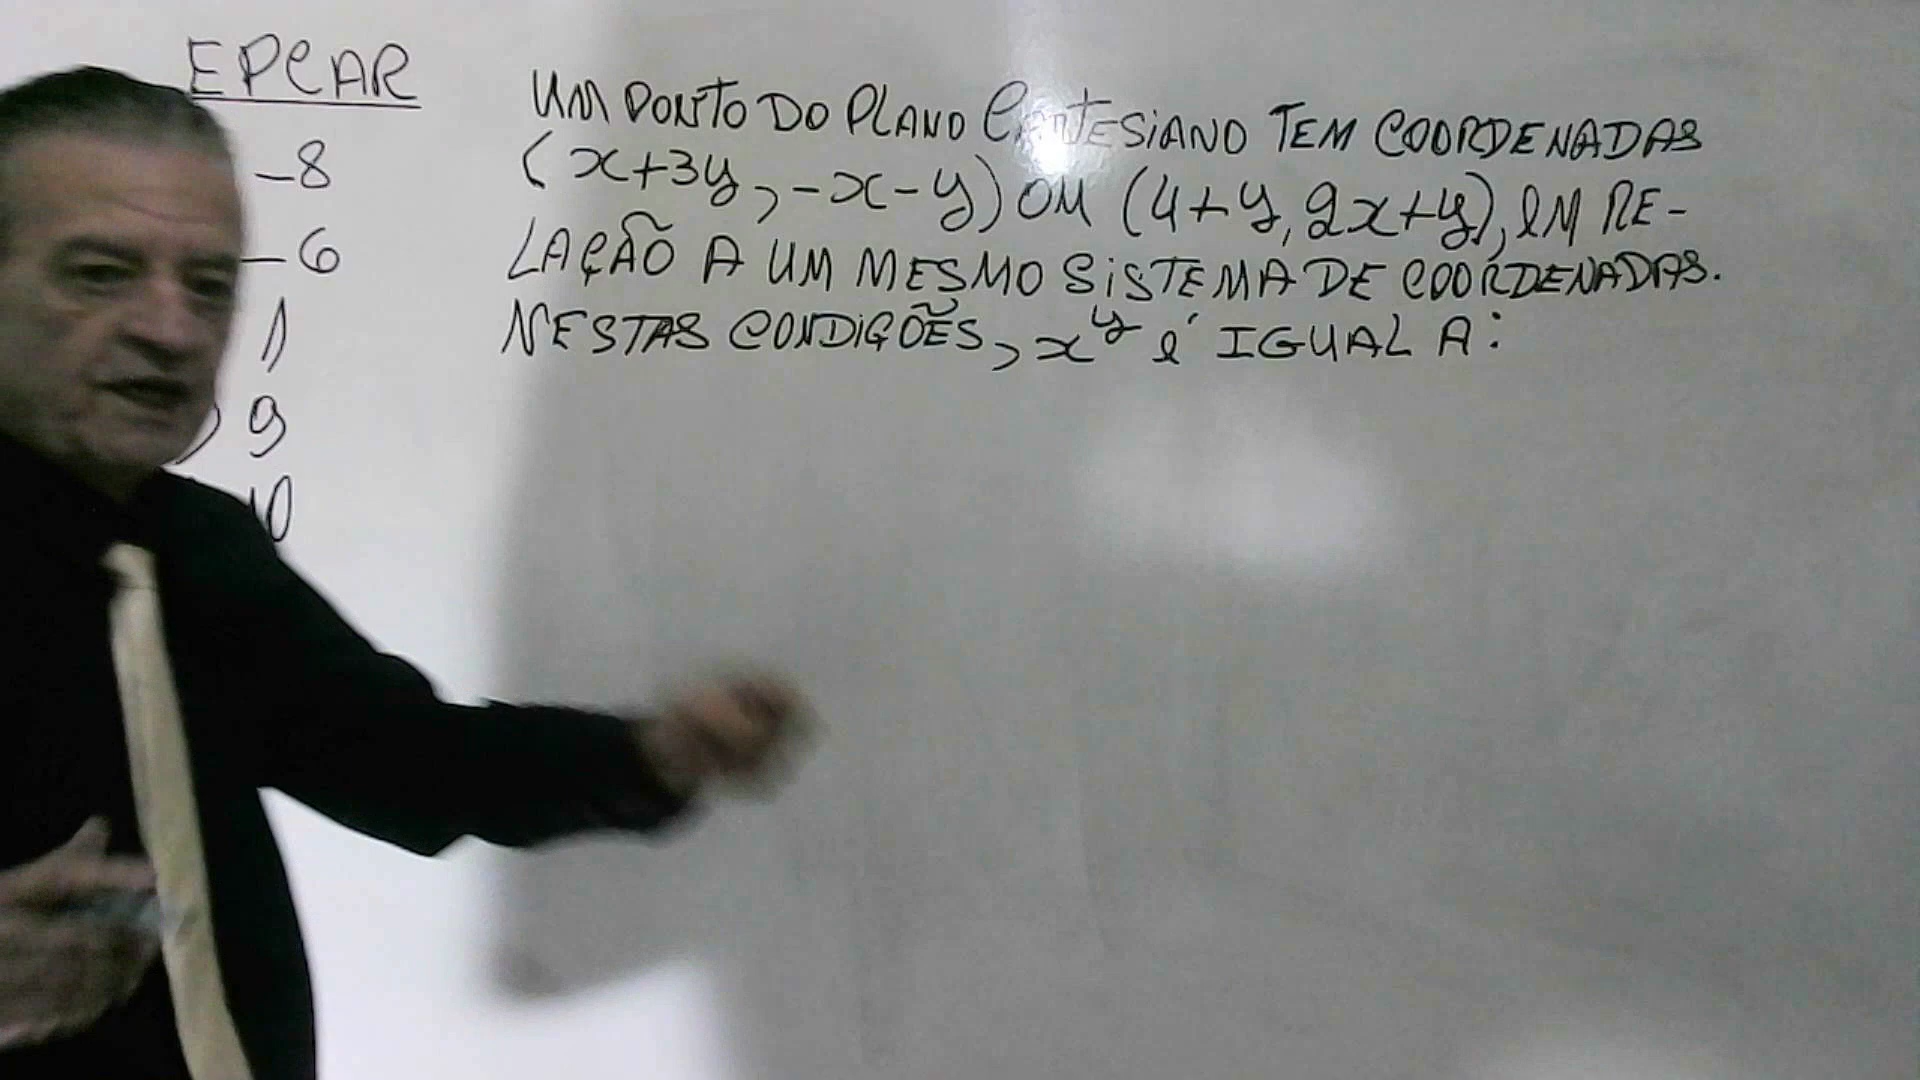 EPCAR
-8
-6
1
) 9
10
UM PONTO DO PLANO CARTESIANO TEM COORDENADAS
(x+3y, -x-y) OU (4+y, 2x+y), EM RE-
LAÇÃO A UM MESMO SISTEMA DE COORDENADAS.
NESTAS CONDIÇÕES, x^y é IGUAL A: